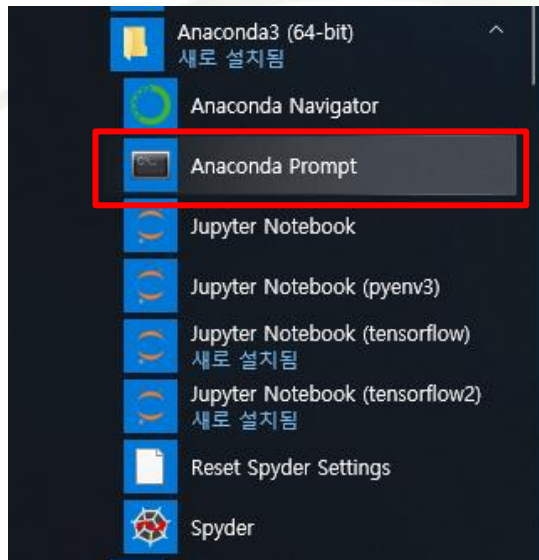 Anaconda3 (64-bit)
새로 설치됨
Anaconda Navigator
Anaconda Prompt
Jupyter Notebook
Jupyter Notebook (pyenv3)
Jupyter Notebook (tensorflow)
새로 설치됨
Jupyter Notebook (tensorflow2)
새로 설치됨
Reset Spyder Settings
Spyder